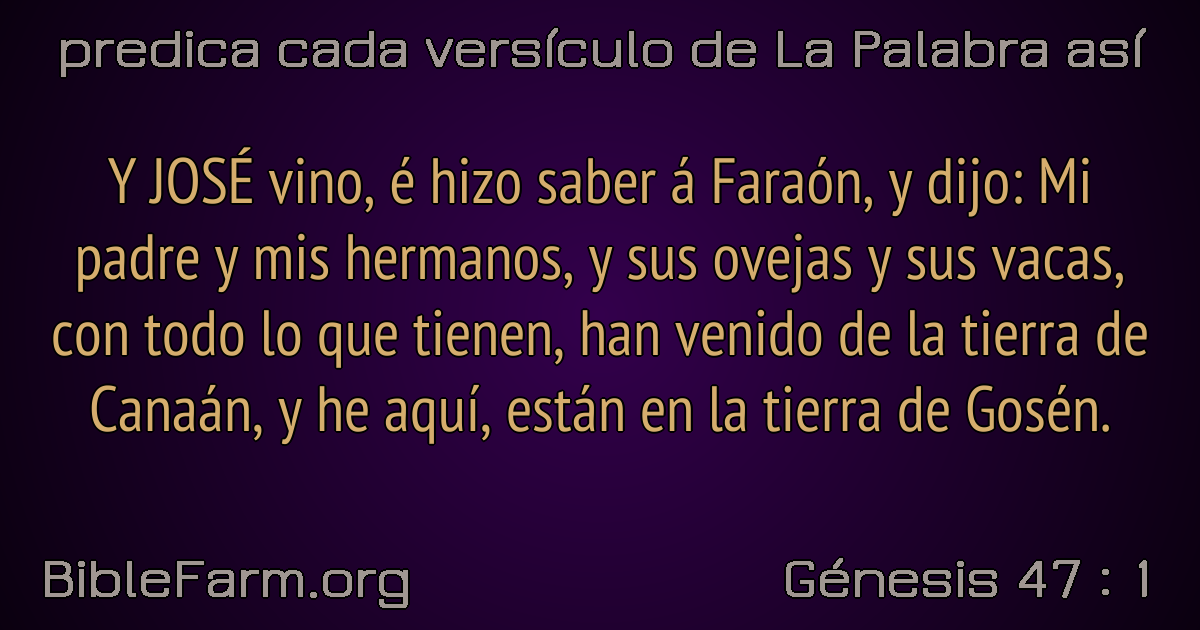 predica cada versículo de La Palabra así
Y JOSÉ vino, é hizo saber á Faraón, y dijo: Mi
padre y mis hermanos, y sus ovejas y sus vacas,
con todo lo que tienen, han venido de la tierra de
Canaán, y he aquí, están en la tierra de Gosén.
BibleFarm.org
Génesis 47 : 1